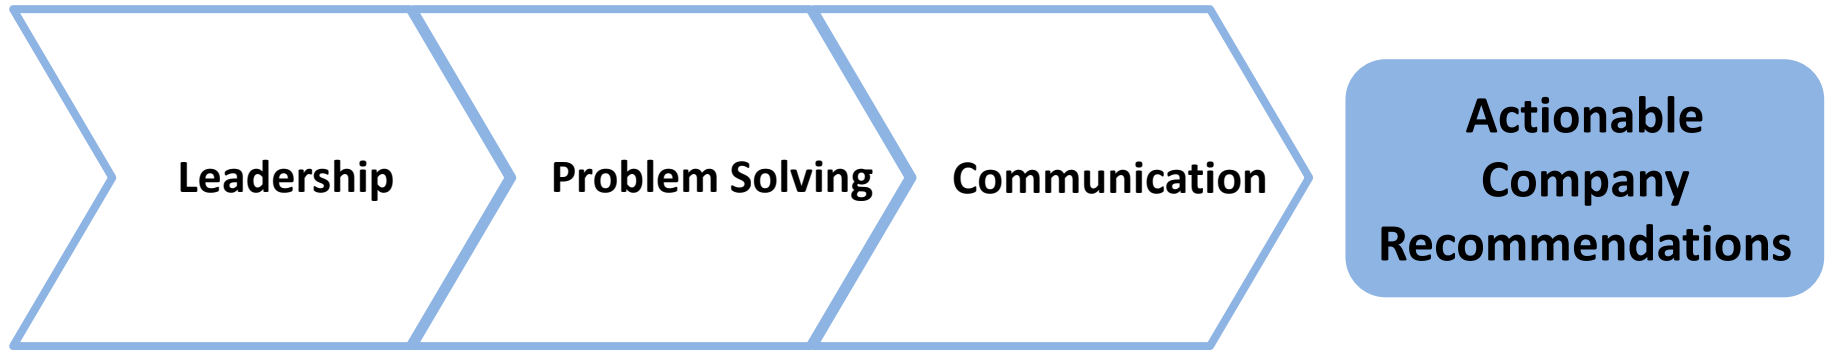 Leadership
Problem Solving
Communication
Actionable
Company
Recommendations